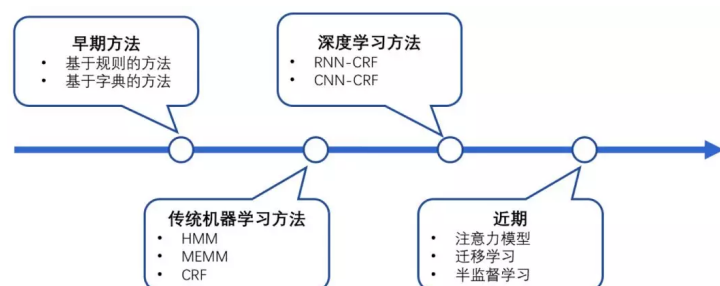 早期方法
• 基于规则的方法
• 基于字典的方法
深度学习方法
• RNN-CRF
• CNN-CRF
传统机器学习方法
• HMM
• MEMM
• CRF
近期
• 注意力模型
• 迁移学习
• 半监督学习